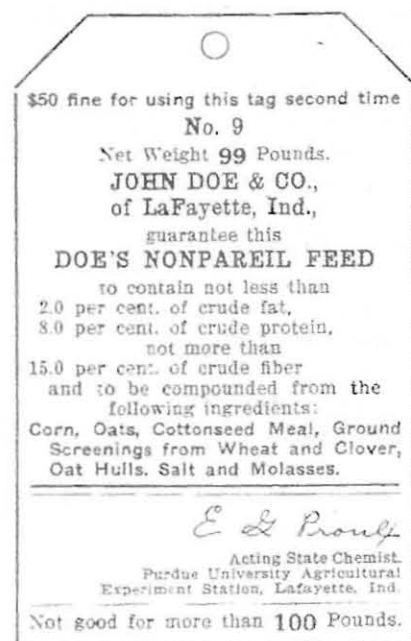 $50 fine for using this tag second time
No. 9
Net Weight 99 Pounds.
JOHN DOE & CO.,
of LaFayette, Ind.,
guarantee this
DOE'S NONPAREIL FEED
to contain not less than
2.0 per cent. of crude fat,
8.0 per cent. of crude protein,
not more than
15.0 per cent. of crude fiber
and to be compounded from the
following ingredients:
Corn, Oats, Cottonseed Meal, Ground
Screenings from Wheat and Clover,
Oat Hulls, Salt and Molasses.
E G Proulx
Acting State Chemist.
Purdue University Agricultural
Experiment Station, Lafayette, Ind.
Not good for more than 100 Pounds.